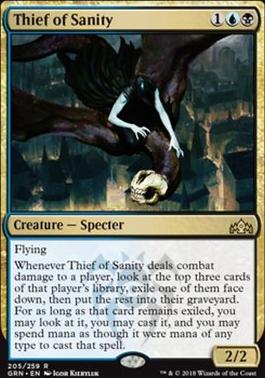 Thief of Sanity 1
Creature — Specter
Flying
Whenever Thief of Sanity deals combat
damage to a player, look at the top three cards
of that player's library, exile one of them face
down, then put the rest into their graveyard.
For as long as that card remains exiled, you
may look at it, you may cast it, and you may
spend mana as though it were mana of any
type to cast that spell.
2/2
205/259 R
GRN • EN Igor Kieryluk
™ & © 2018 Wizards of the Coast